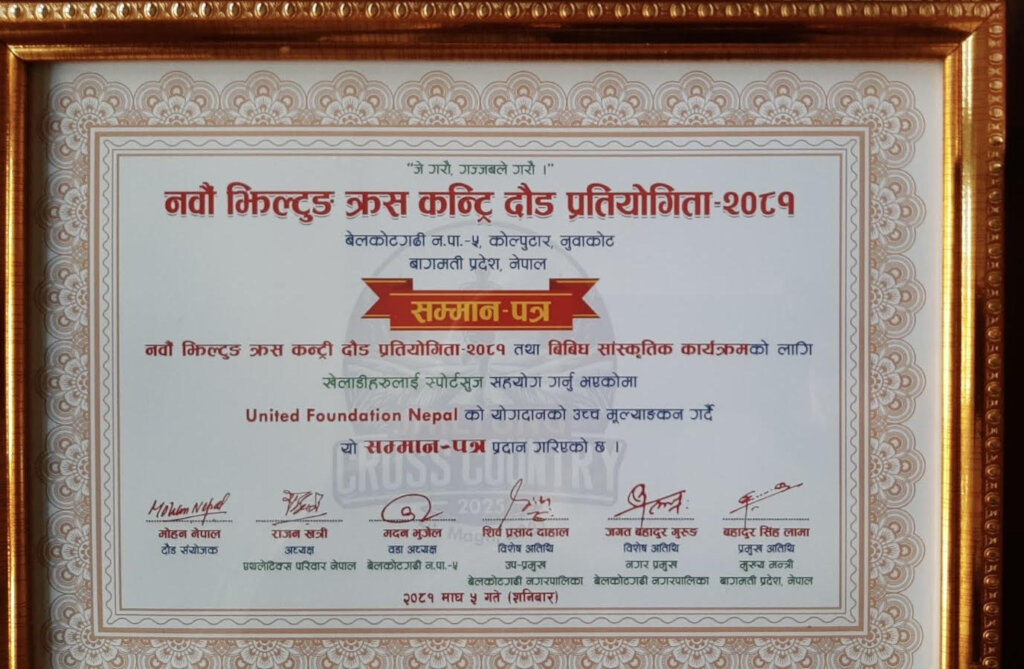 "जे गरौ, गज्जबले गरौ ।"
नवौ झिल्टुङ क्रस कन्ट्रि दौड प्रतियोगिता-२०८१
बेलकोटगढी न.पा.-५, कोल्पुटार, नुवाकोट
बागमती प्रदेश, नेपाल
सम्मान-पत्र
नवौ झिल्टुङ क्रस कन्ट्री दौड प्रतियोगिता-२०८१ तथा बिबिध सांस्कृतिक कार्यक्रमको लागि
खेलाडीहरुलाई स्पोर्टसुज सहयोग गर्नु भएकोमा
United Foundation Nepal को योगदानको उच्च मूल्याङकन गर्दै
यो सम्मान-पत्र प्रदान गरिएको छ ।
CROSS COUNTRY
2025
Mohan Nepal
मोहन नेपाल राजन खत्री मदन भुजेल शिव प्रसाद दाहाल जगत बहादुर गुरुङ बहादुर सिंह लामा
दौड संयोजक अध्यक्ष वडा अध्यक्ष विशेष अतिथि विशेष अतिथि प्रमुख अतिथि
एथलेटिक्स परिवार नेपाल बेलकोटगढी न.पा.-५ उप-प्रमुख नगर प्रमुख मुख्य मन्त्री
बेलकोटगढी नगरपालिका बेलकोटगढी नगरपालिका बागमती प्रदेश, नेपाल
२०८१ माघ ५ गते (शनिबार)